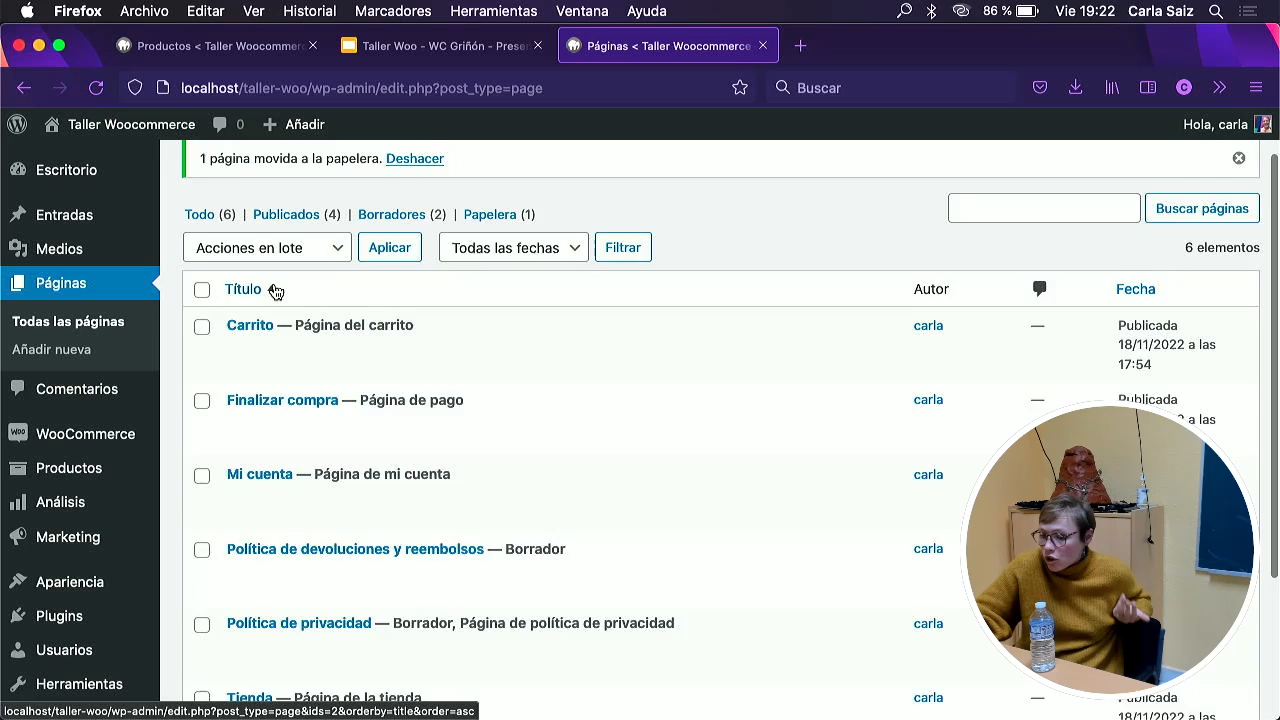 Firefox Archivo Editar Ver Historial Marcadores Herramientas Ventana Ayuda 86 % Vie 19:22 Carla Saiz
Productos < Taller Woocommerc
Taller Woo - WC Griñón - Prese
Páginas < Taller Woocommerce
localhost/taller-woo/wp-admin/edit.php?post_type=page
Buscar
Taller Woocommerce 0 Añadir Hola, carla
Escritorio
Entradas
Medios
Páginas
Todas las páginas
Añadir nueva
Comentarios
WooCommerce
Productos
Análisis
Marketing
Apariencia
Plugins
Usuarios
Herramientas
1 página movida a la papelera. Deshacer
Todo (6) | Publicados (4) | Borradores (2) | Papelera (1)
Buscar páginas
Acciones en lote Aplicar Todas las fechas Filtrar 6 elementos
Título Autor Fecha
Carrito — Página del carrito carla — Publicada
18/11/2022 a las
17:54
Finalizar compra — Página de pago carla — Publicada
a las
Mi cuenta — Página de mi cuenta carla
Política de devoluciones y reembolsos — Borrador carla
Política de privacidad — Borrador, Página de política de privacidad carla
Tienda — Página de la tienda carla — Publicada
18/11/2022 a las
localhost/taller-woo/wp-admin/edit.php?post_type=page&ids=2&orderby=title&order=asc